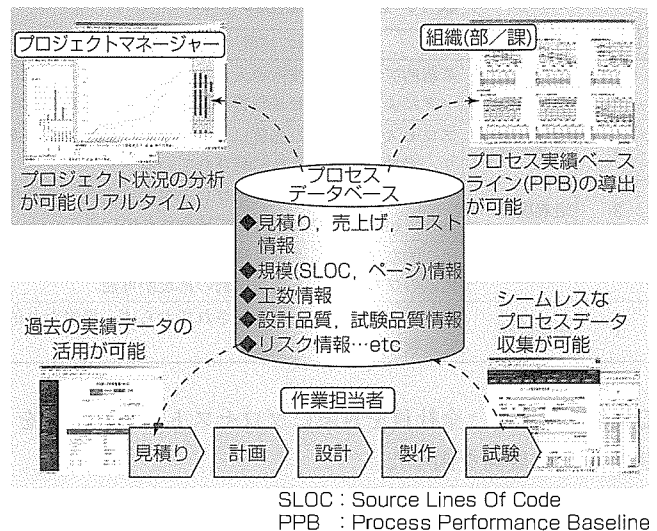 プロジェクトマネージャー
組織(部／課)
プロジェクト状況の分析
が可能(リアルタイム)
プロセス実績ベース
ライン(PPB)の導出
が可能
プロセス
データベース
◆見積り，売上げ，コスト
情報
◆規模(SLOC，ページ)情報
◆工数情報
◆設計品質，試験品質情報
◆リスク情報…etc
過去の実績データの
活用が可能
シームレスな
プロセスデータ
収集が可能
作業担当者
見積り
計画
設計
製作
試験
SLOC：Source Lines Of Code
PPB ：Process Performance Baseline